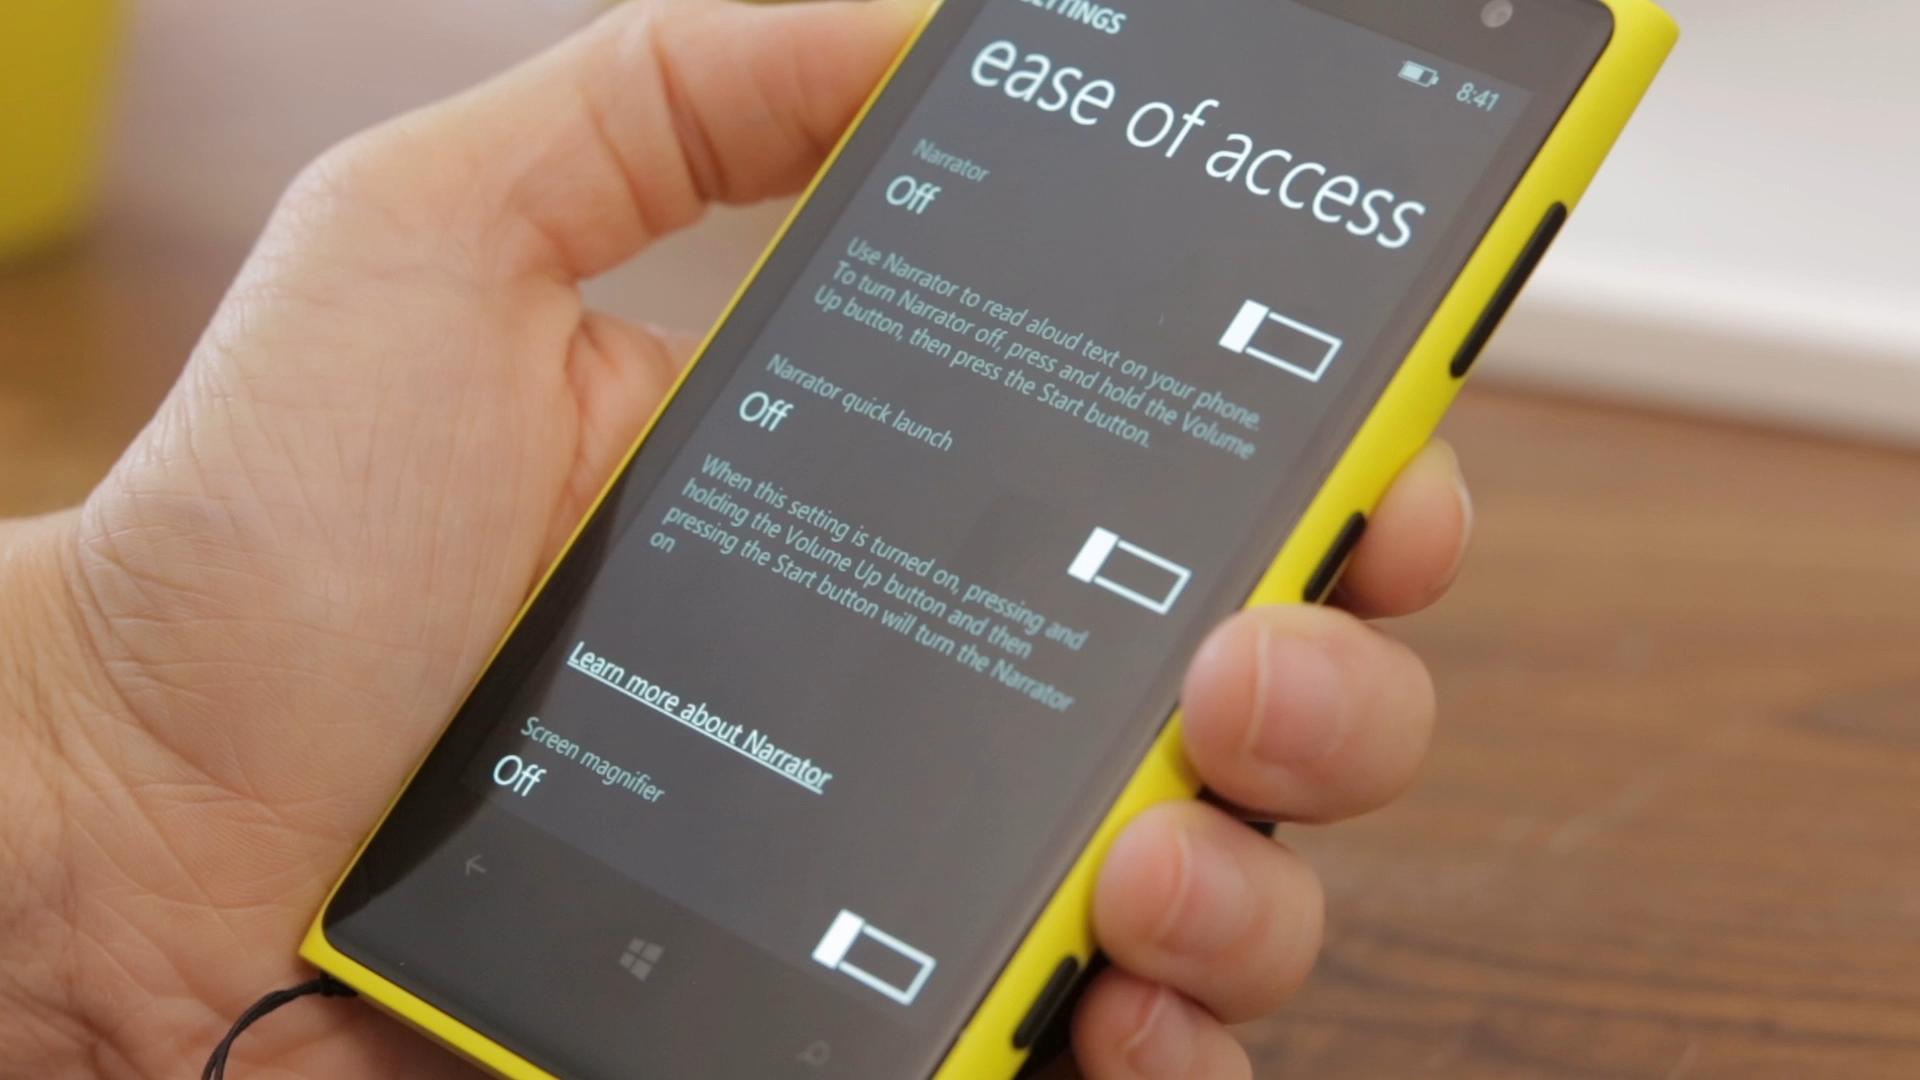 SETTINGS
8:41
ease of access
Narrator
Off
Use Narrator to read aloud text on your phone.
To turn Narrator off, press and hold the Volume
Up button, then press the Start button.
Narrator quick launch
Off
When this setting is turned on, pressing and
holding the Volume Up button and then
pressing the Start button will turn the Narrator
on
Learn more about Narrator
Screen magnifier
Off